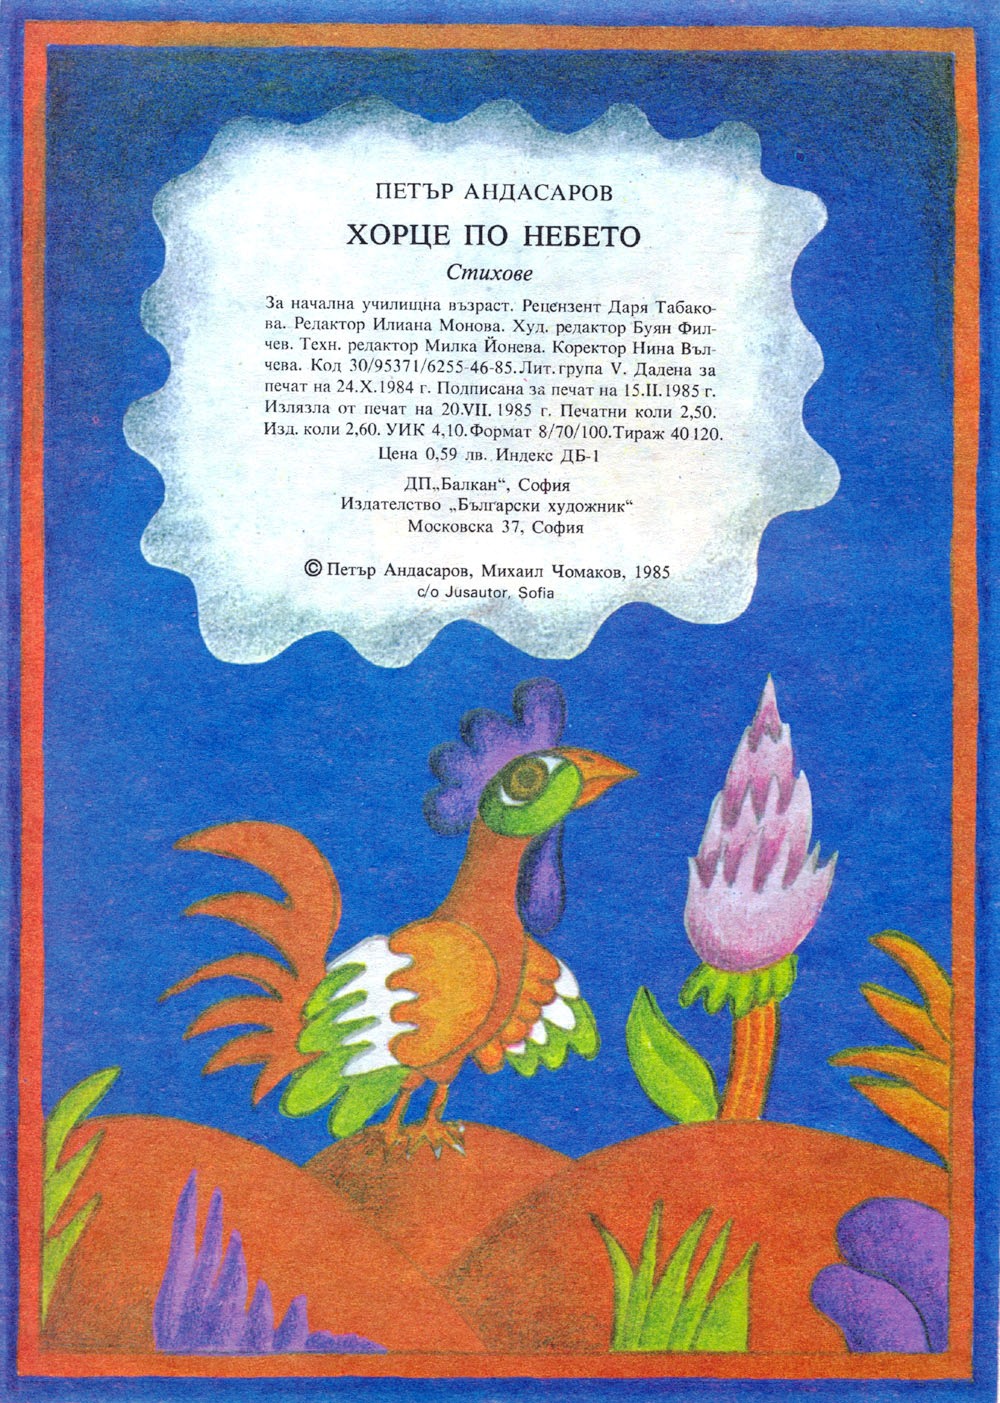 ПЕТЪР АНДАСАРОВ
ХОРЦЕ ПО НЕБЕТО
Стихове
За начална училищна възраст. Рецензент Даря Табако-
ва. Редактор Илиана Монова. Худ. редактор Буян Фил-
чев. Техн. редактор Милка Йонева. Коректор Нина Въл-
чева. Код 30/95371/6255-46-85. Лит. група V. Дадена за
печат на 24.X.1984 г. Подписана за печат на 15.II.1985 г.
Излязла от печат на 20.VII. 1985 г. Печатни коли 2,50.
Изд. коли 2,60. УИК 4,10. Формат 8/70/100. Тираж 40 120.
Цена 0,59 лв. Индекс ДБ-1
ДП „Балкан“, София
Издателство „Български художник“
Московска 37, София
© Петър Андасаров, Михаил Чомаков, 1985
c/o Jusautor, Sofia